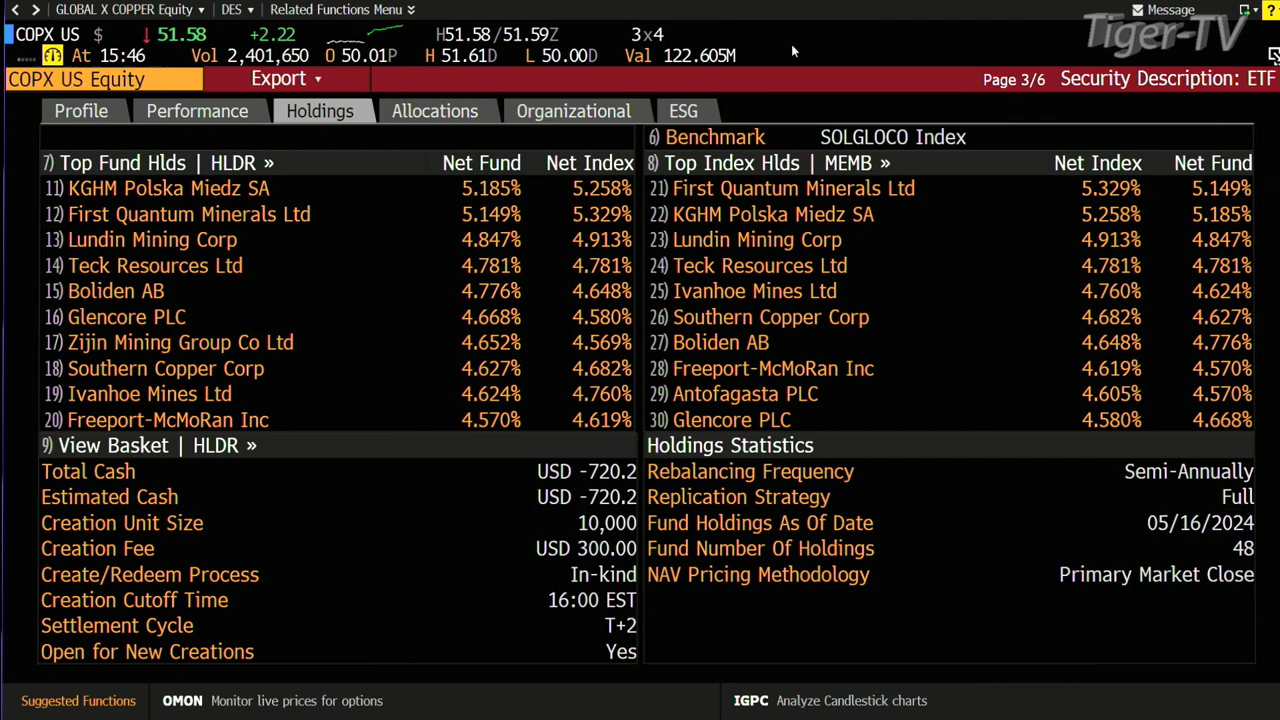 GLOBAL X COPPER Equity DES Related Functions Menu Message ?
Tiger-TV
COPX US $ ↓ 51.58 +2.22 H51.58/51.59Z 3x4
At 15:46 Vol 2,401,650 O 50.01P H 51.61D L 50.00D Val 122.605M
COPX US Equity Export Page 3/6 Security Description: ETF
Profile Performance Holdings Allocations Organizational ESG
6) Benchmark SOLGLOCO Index
7) Top Fund Hlds | HLDR » Net Fund Net Index 8) Top Index Hlds | MEMB » Net Index Net Fund
11) KGHM Polska Miedz SA 5.185% 5.258% 21) First Quantum Minerals Ltd 5.329% 5.149%
12) First Quantum Minerals Ltd 5.149% 5.329% 22) KGHM Polska Miedz SA 5.258% 5.185%
13) Lundin Mining Corp 4.847% 4.913% 23) Lundin Mining Corp 4.913% 4.847%
14) Teck Resources Ltd 4.781% 4.781% 24) Teck Resources Ltd 4.781% 4.781%
15) Boliden AB 4.776% 4.648% 25) Ivanhoe Mines Ltd 4.760% 4.624%
16) Glencore PLC 4.668% 4.580% 26) Southern Copper Corp 4.682% 4.627%
17) Zijin Mining Group Co Ltd 4.652% 4.569% 27) Boliden AB 4.648% 4.776%
18) Southern Copper Corp 4.627% 4.682% 28) Freeport-McMoRan Inc 4.619% 4.570%
19) Ivanhoe Mines Ltd 4.624% 4.760% 29) Antofagasta PLC 4.605% 4.570%
20) Freeport-McMoRan Inc 4.570% 4.619% 30) Glencore PLC 4.580% 4.668%
9) View Basket | HLDR » Holdings Statistics
Total Cash USD -720.2 Rebalancing Frequency Semi-Annually
Estimated Cash USD -720.2 Replication Strategy Full
Creation Unit Size 10,000 Fund Holdings As Of Date 05/16/2024
Creation Fee USD 300.00 Fund Number Of Holdings 48
Create/Redeem Process In-kind NAV Pricing Methodology Primary Market Close
Creation Cutoff Time 16:00 EST
Settlement Cycle T+2
Open for New Creations Yes
Suggested Functions OMON Monitor live prices for options IGPC Analyze Candlestick charts